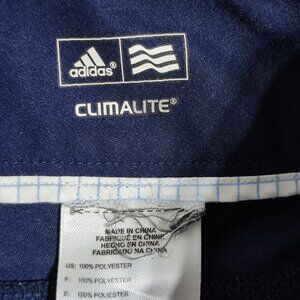 adidas®
CLIMALITE®
MADE IN CHINA
FABRIQUÉ EN CHINE
HECHO EN CHINA
FABRICADO NA CHINA
US: 100% POLYESTER
F: 100% POLYESTER
E: 100% POLYESTER